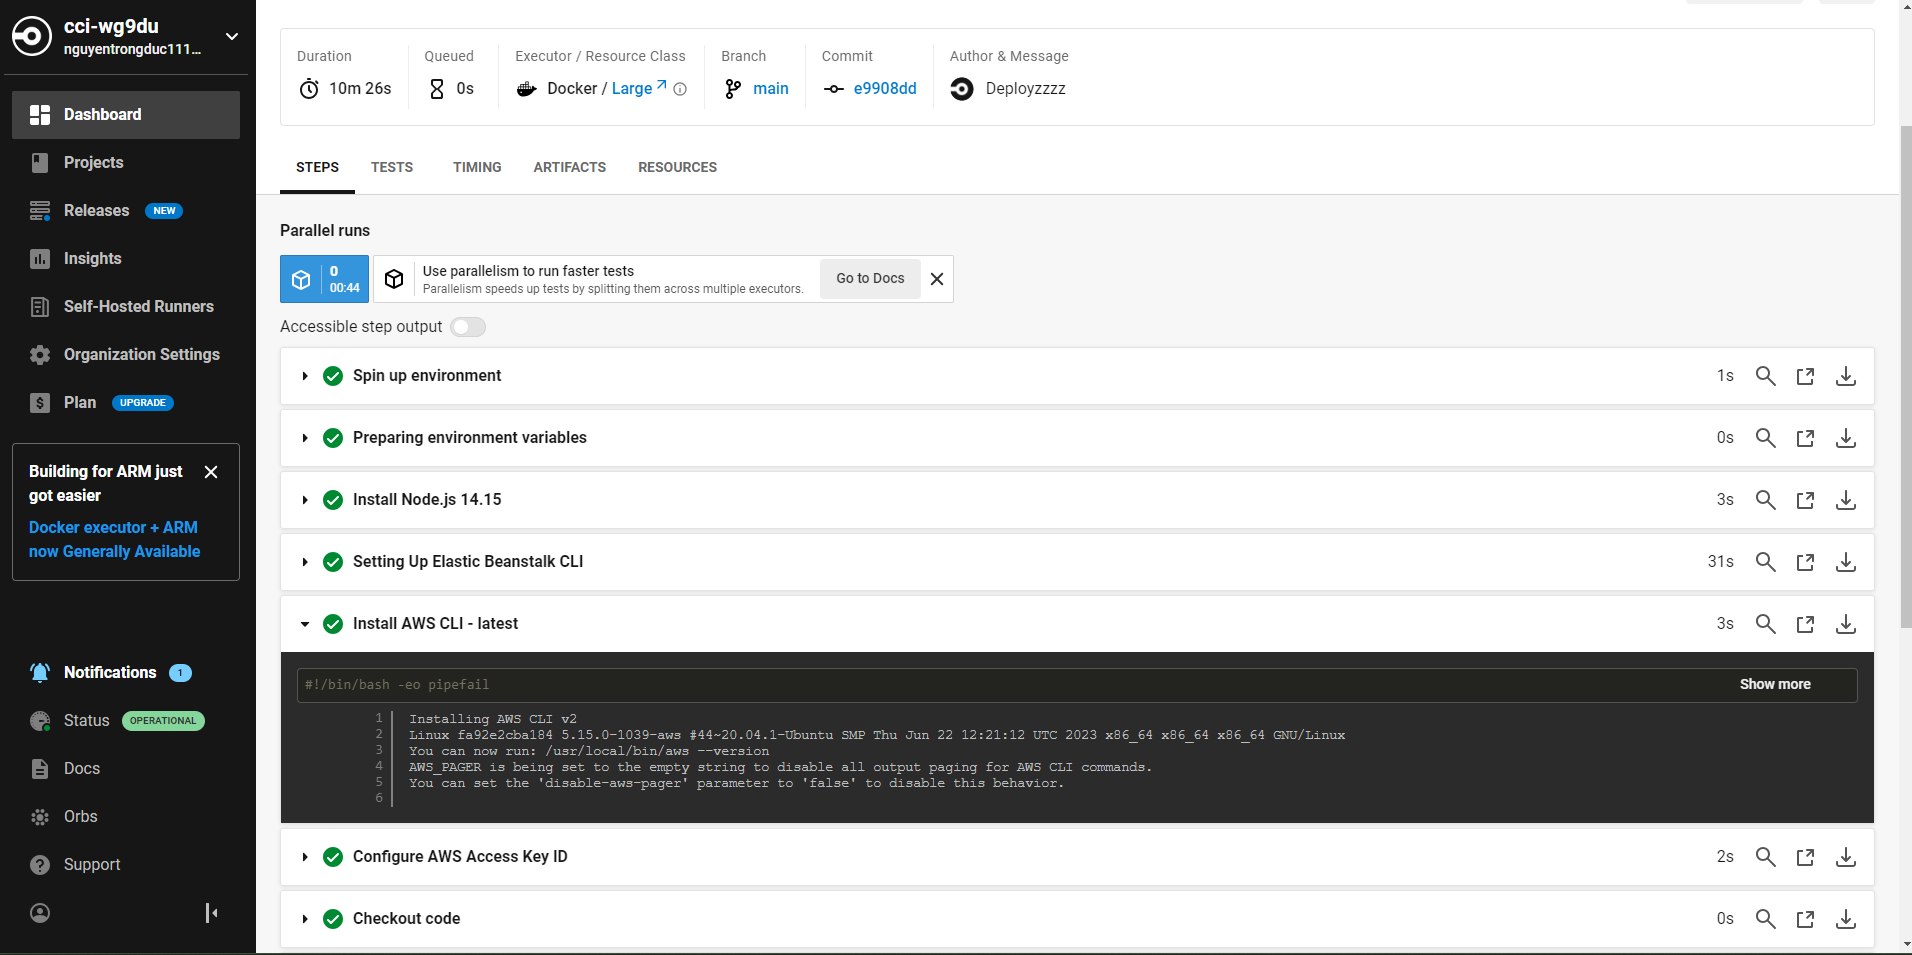 cci-wg9du
nguyentrongduc111...
Dashboard
Projects
Releases NEW
Insights
Self-Hosted Runners
Organization Settings
Plan UPGRADE
Building for ARM just
got easier
Docker executor + ARM
now Generally Available
Notifications 1
Status OPERATIONAL
Docs
Orbs
Support
Duration
10m 26s
Queued
0s
Executor / Resource Class
Docker / Large
Branch
main
Commit
e9908dd
Author & Message
Deployzzzz
STEPS TESTS TIMING ARTIFACTS RESOURCES
Parallel runs
0
00:44
Use parallelism to run faster tests
Parallelism speeds up tests by splitting them across multiple executors.
Go to Docs
Accessible step output
Spin up environment 1s
Preparing environment variables 0s
Install Node.js 14.15 3s
Setting Up Elastic Beanstalk CLI 31s
Install AWS CLI - latest 3s
#!/bin/bash -eo pipefail Show more
1 Installing AWS CLI v2
2 Linux fa92e2cba184 5.15.0-1039-aws #44~20.04.1-Ubuntu SMP Thu Jun 22 12:21:12 UTC 2023 x86_64 x86_64 x86_64 GNU/Linux
3 You can now run: /usr/local/bin/aws --version
4 AWS_PAGER is being set to the empty string to disable all output paging for AWS CLI commands.
5 You can set the 'disable-aws-pager' parameter to 'false' to disable this behavior.
6
Configure AWS Access Key ID 2s
Checkout code 0s